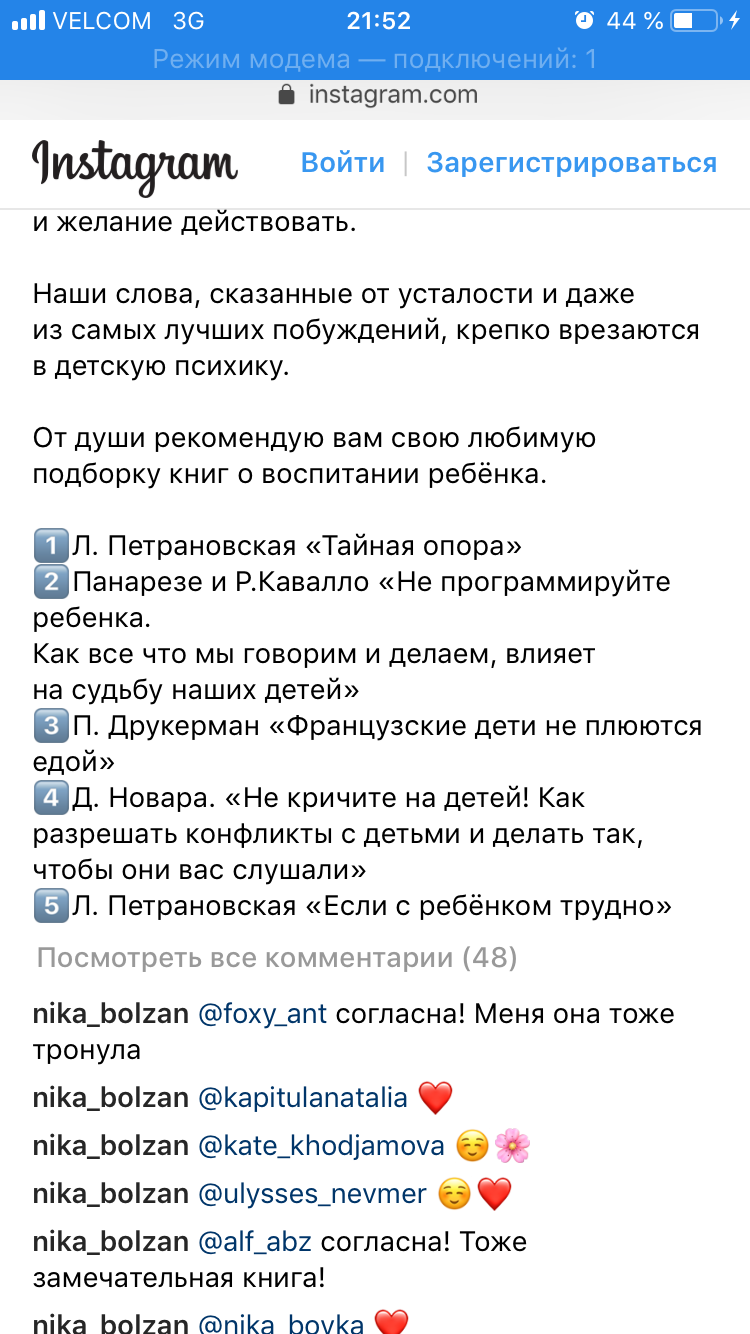 VELCOM 3G 21:52 44 %
Режим модема — подключений: 1
instagram.com
Instagram Войти | Зарегистрироваться
и желание действовать.
Наши слова, сказанные от усталости и даже
из самых лучших побуждений, крепко врезаются
в детскую психику.
От души рекомендую вам свою любимую
подборку книг о воспитании ребёнка.
1️⃣Л. Петрановская «Тайная опора»
2️⃣Панарезе и Р.Кавалло «Не программируйте
ребенка.
Как все что мы говорим и делаем, влияет
на судьбу наших детей»
3️⃣П. Друкерман «Французские дети не плюются
едой»
4️⃣Д. Новара. «Не кричите на детей! Как
разрешать конфликты с детьми и делать так,
чтобы они вас слушали»
5️⃣Л. Петрановская «Если с ребёнком трудно»
Посмотреть все комментарии (48)
nika_bolzan @foxy_ant согласна! Меня она тоже
тронула
nika_bolzan @kapitulanatalia ❤️
nika_bolzan @kate_khodjamova ☺️🌸
nika_bolzan @ulysses_nevmer ☺️❤️
nika_bolzan @alf_abz согласна! Тоже
замечательная книга!
nika_bolzan @nika_bovka ❤️